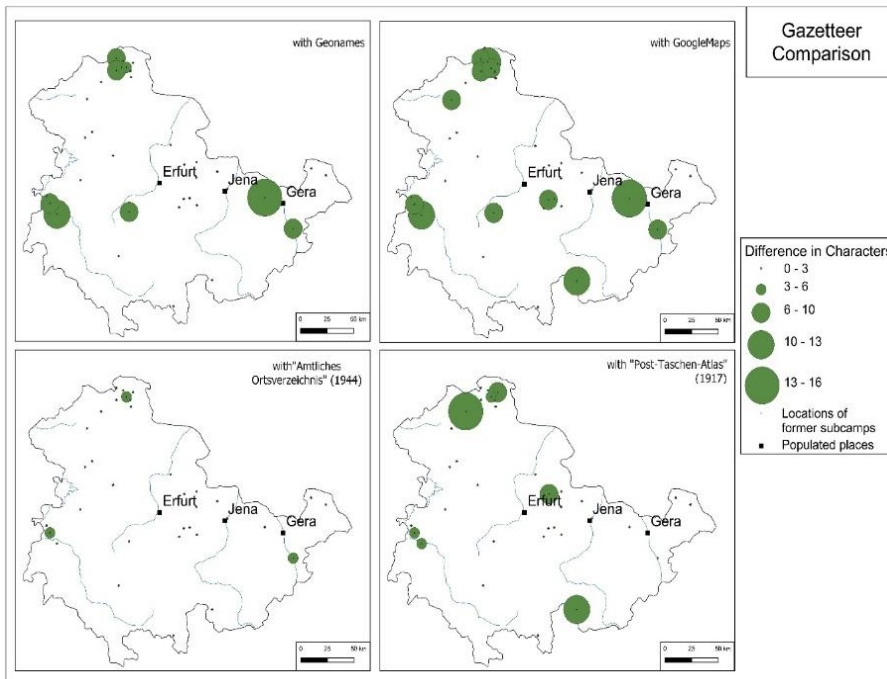 with Geonames
Erfurt
Jena
Gera
0 25 50 km
with GoogleMaps
Erfurt
Jena
Gera
0 25 50 km
Gazetteer
Comparison
with"Amtliches
Ortsverzeichnis" (1944)
Erfurt
Jena
Gera
0 25 50 km
with "Post-Taschen-Atlas"
(1917)
Erfurt
Jena
Gera
0 25 50 km
Difference in Characters
0 - 3
3 - 6
6 - 10
10 - 13
13 - 16
Locations of
former subcamps
Populated places